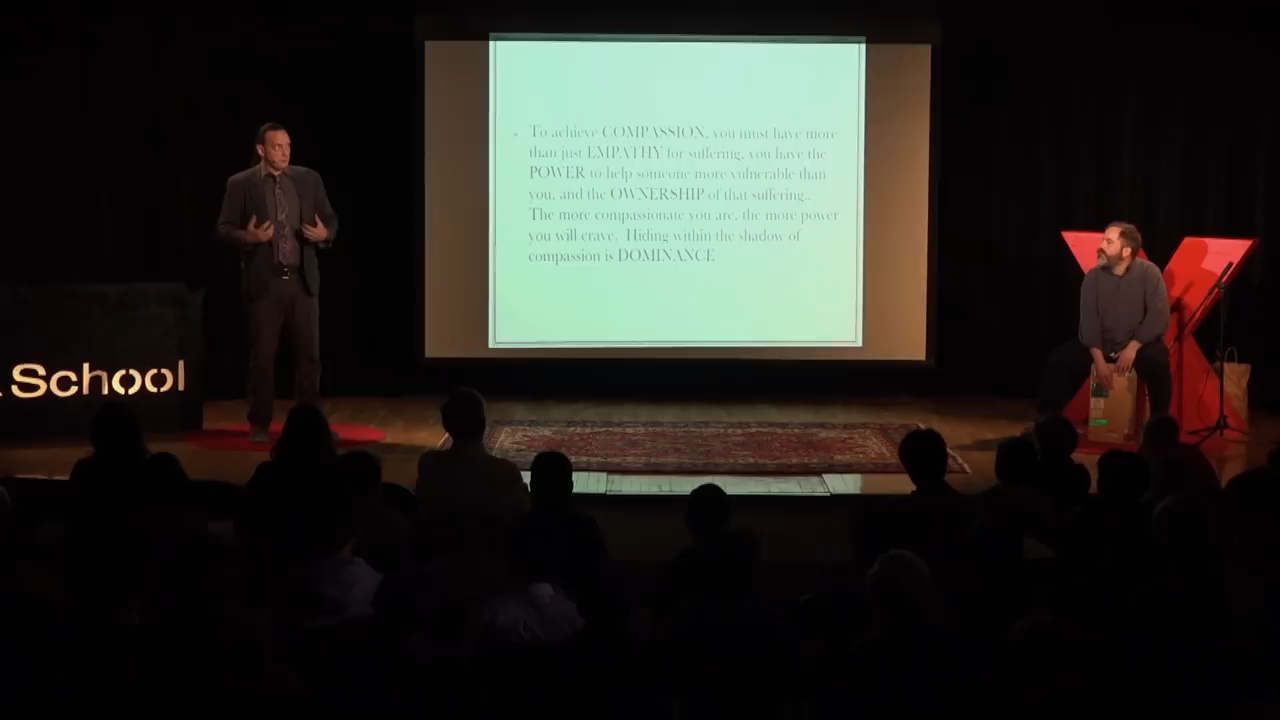 To achieve COMPASSION, you must have more
than just EMPATHY for suffering, you have the
POWER to help someone more vulnerable than
you, and the OWNERSHIP of that suffering..
The more compassionate you are, the more power
you will crave. Hiding within the shadow of
compassion is DOMINANCE
School
X